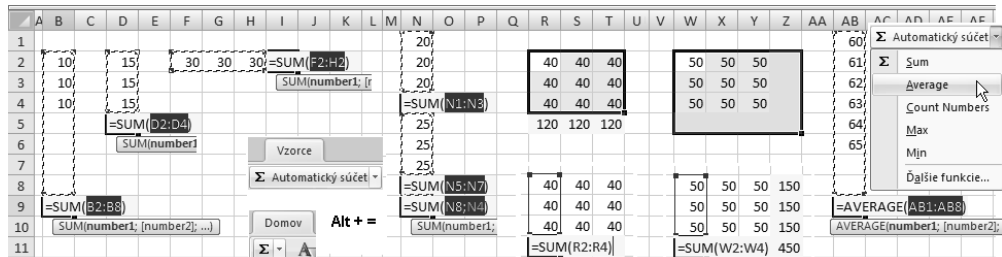 A B C D E F G H I J K L M N O P Q R S T U V W X Y Z AA AB AC AD AE AF
1 20 60
2 10 15 30 30 30 =SUM(F2:H2) 20 40 40 40 50 50 50 61
SUM(number1; [r
3 10 15 20 40 40 40 50 50 50 62
4 10 15 =SUM(N1:N3) 40 40 40 50 50 50 63
5 =SUM(D2:D4) 25 120 120 120 64
6 SUM(number1 25 65
7 25
8 =SUM(N5:N7) 40 40 40 50 50 50 150
9 =SUM(B2:B8) =SUM(N8;N4) 40 40 40 50 50 50 150 =AVERAGE(AB1:AB8)
10 SUM(number1; [number2]; ...) SUM(number1; 40 40 40 50 50 50 150 AVERAGE(number1; [number2];
11 =SUM(R2:R4) =SUM(W2:W4) 450
Vzorce
Σ Automatický súčet
Domov
Σ A
Alt + =
Σ Automatický súčet
Σ Sum
Average
Count Numbers
Max
Min
Ďalšie funkcie...